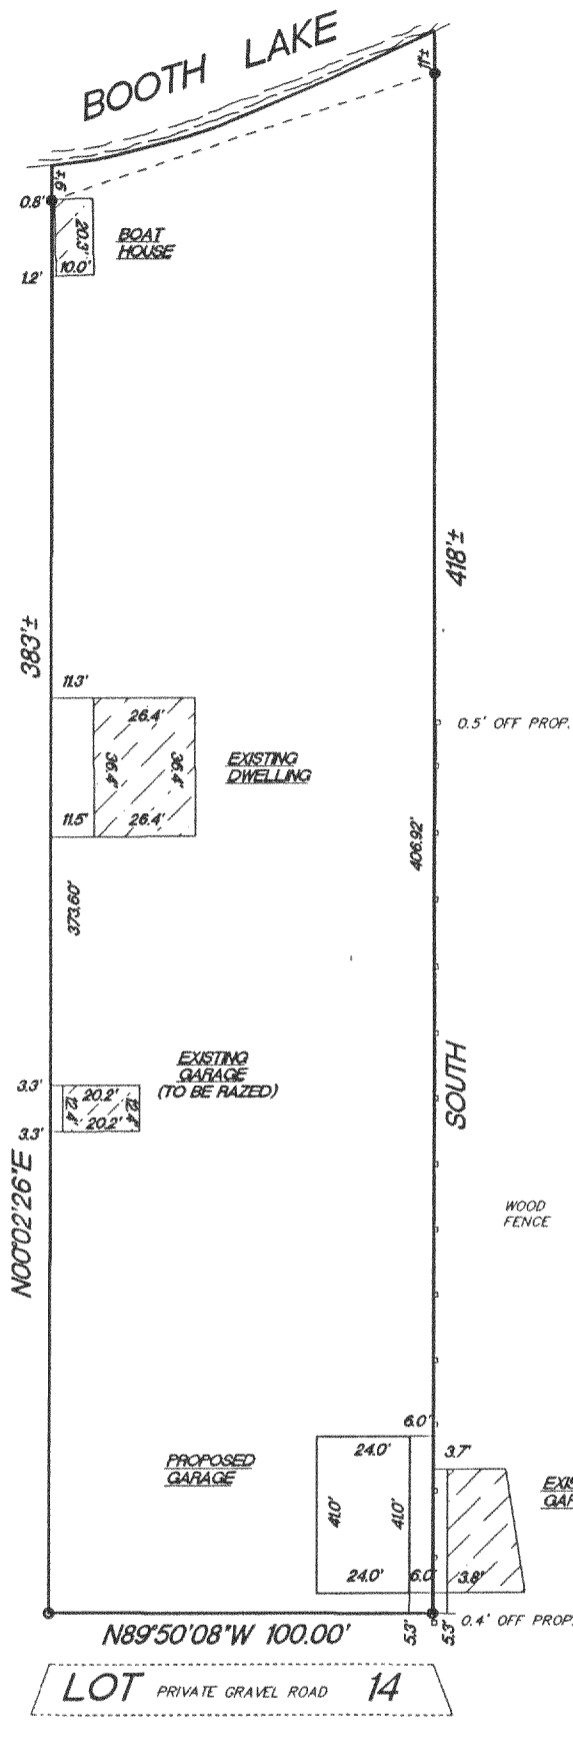 BOOTH LAKE
11'±
9'±
0.8'
20.3'
10.0'
1.2'
BOAT
HOUSE
418'±
383'±
11.3'
26.4'
36.4'
36.4'
11.5'
26.4'
EXISTING
DWELLING
0.5' OFF PROP.
406.92'
373.60'
EXISTING
GARAGE
(TO BE RAZED)
3.3'
20.2'
12.4'
12.4'
20.2'
3.3'
SOUTH
N00°02'26"E
WOOD
FENCE
6.0'
24.0'
3.7'
PROPOSED
GARAGE
41.0'
41.0'
24.0'
6.0'
3.8'
EXIS
GAR
N89°50'08"W 100.00'
5.3'
5.3'
0.4' OFF PROP.
LOT PRIVATE GRAVEL ROAD 14